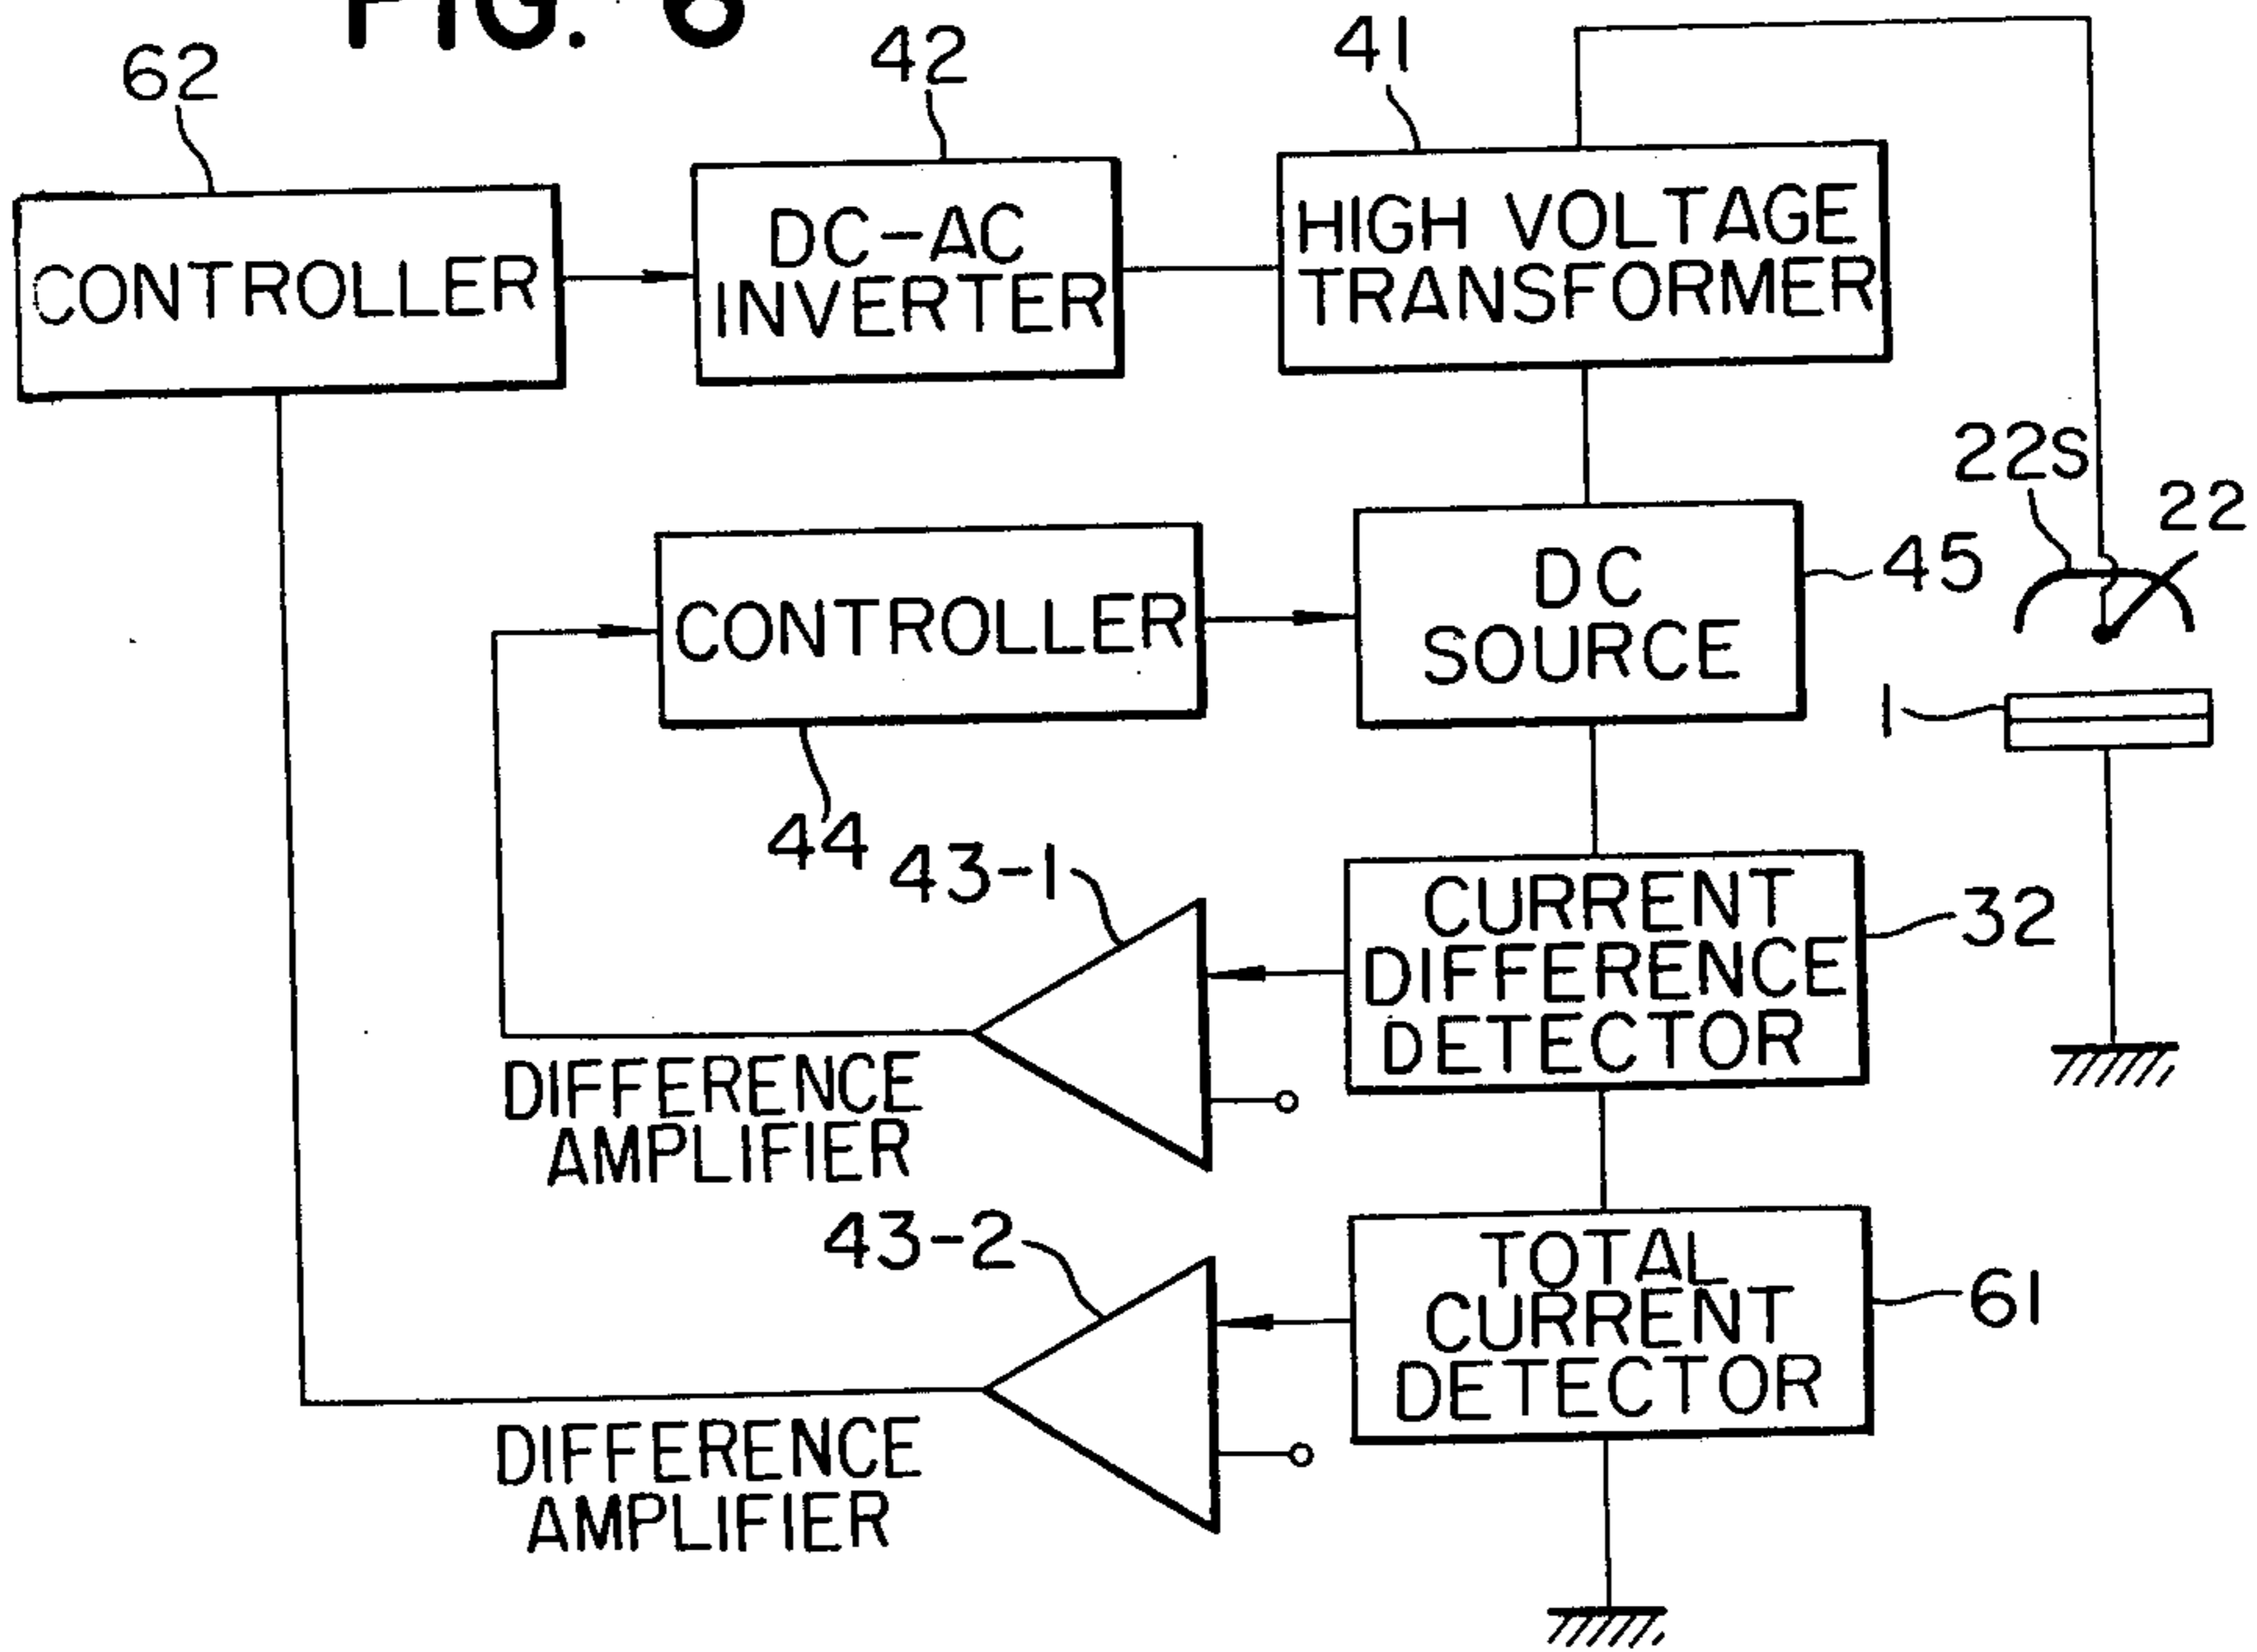 FIG. 6
62
42
41
CONTROLLER
DC-AC
INVERTER
HIGH VOLTAGE
TRANSFORMER
22S
22
CONTROLLER
DC
SOURCE
45
1
44
43-1
CURRENT
DIFFERENCE
DETECTOR
32
DIFFERENCE
AMPLIFIER
43-2
TOTAL
CURRENT
DETECTOR
61
DIFFERENCE
AMPLIFIER